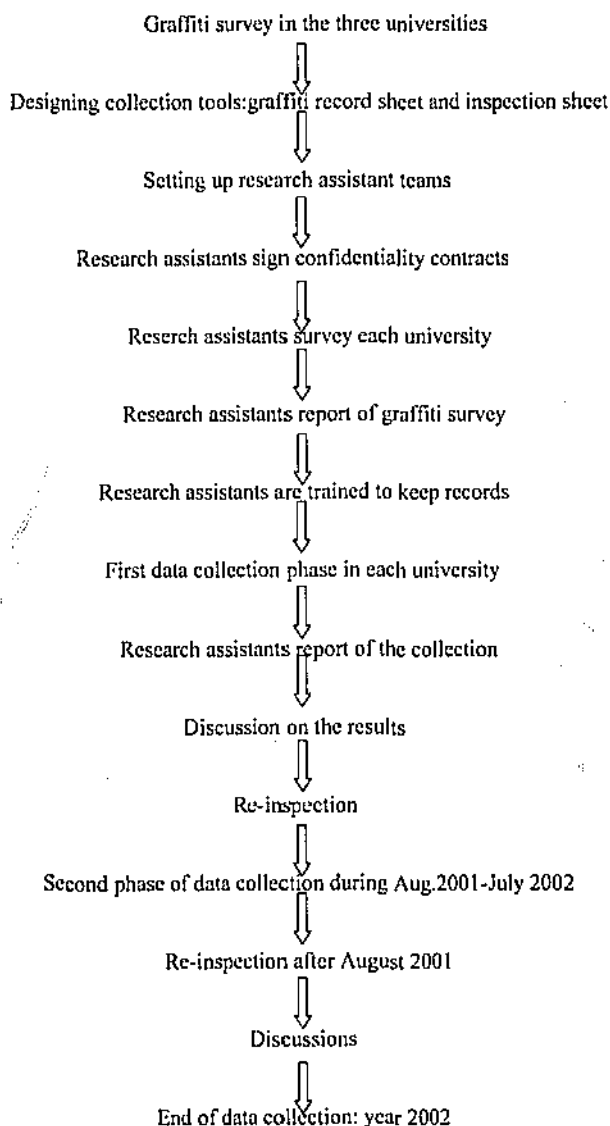 Graffiti survey in the three universities
Designing collection tools:graffiti record sheet and inspection sheet
Setting up research assistant teams
Research assistants sign confidentiality contracts
Reserch assistants survey each university
Research assistants report of graffiti survey
Research assistants are trained to keep records
First data collection phase in each university
Research assistants report of the collection
Discussion on the results
Re-inspection
Second phase of data collection during Aug.2001-July 2002
Re-inspection after August 2001
Discussions
End of data collection: year 2002